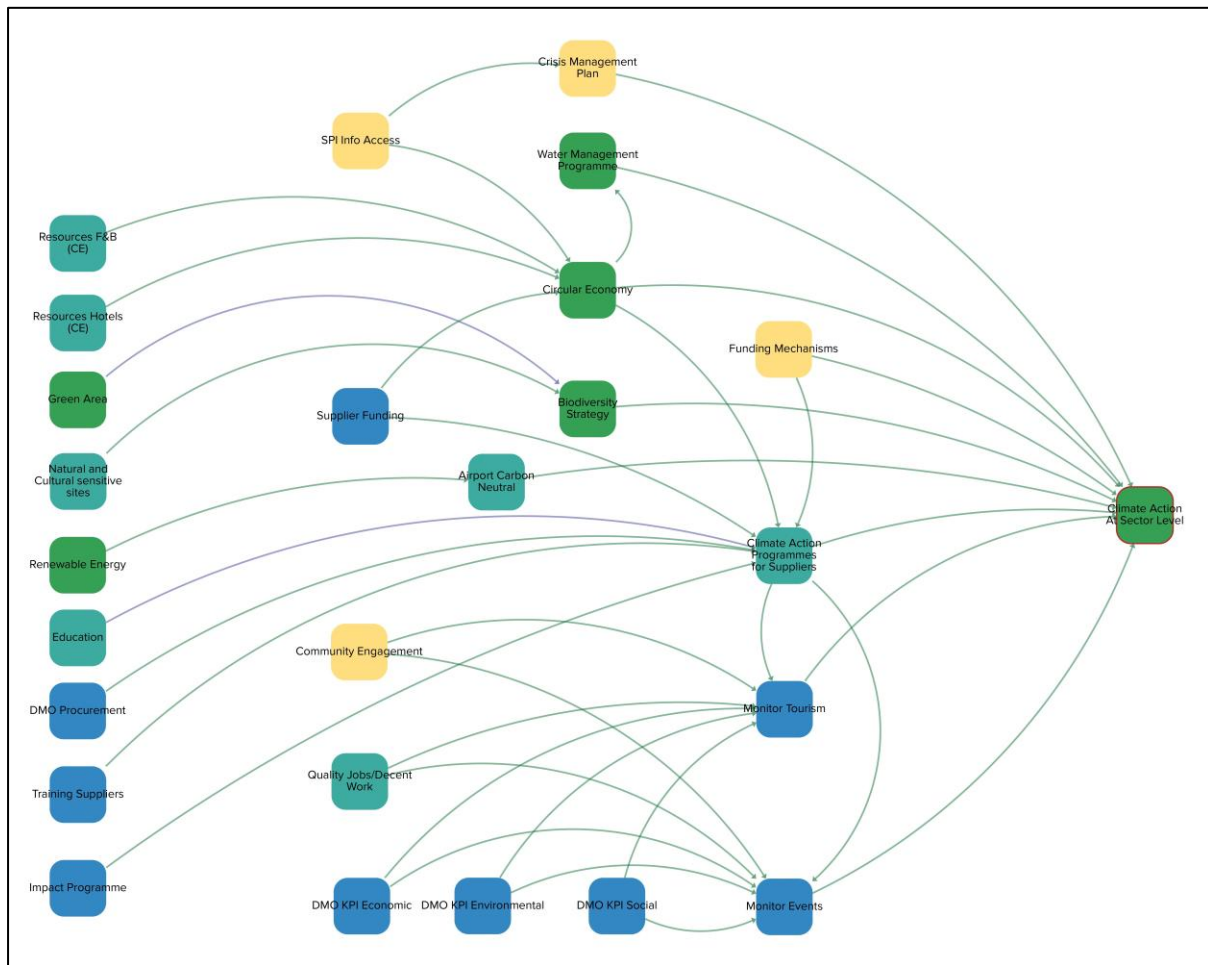 Crisis Management
Plan
SPI Info Access
Water Management
Programme
Resources F&B
(CE)
Circular Economy
Resources Hotels
(CE)
Funding Mechanisms
Green Area
Supplier Funding
Biodiversity
Strategy
Natural and
Cultural sensitive
sites
Airport Carbon
Neutral
Climate Action
At Sector Level
Renewable Energy
Climate Action
Programmes
for Suppliers
Education
Community Engagement
DMO Procurement
Monitor Tourism
Training Suppliers
Quality Jobs/Decent
Work
Impact Programme
DMO KPI Economic
DMO KPI Environmental
DMO KPI Social
Monitor Events